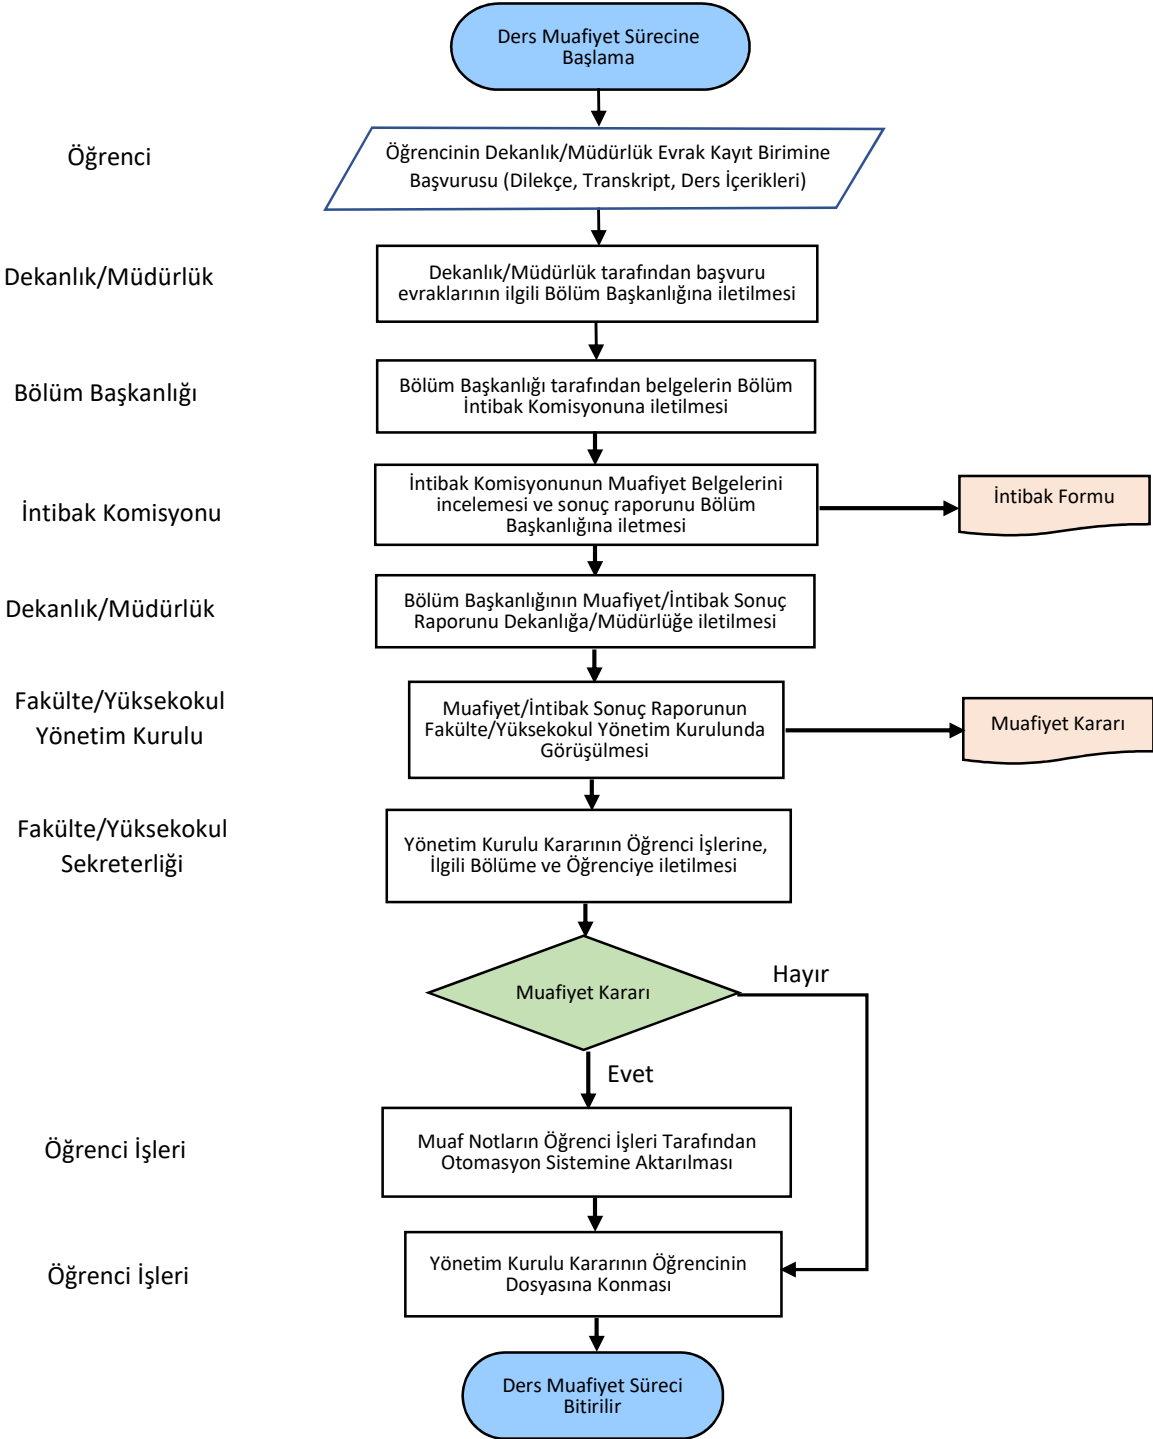 Ders Muafiyet Sürecine
Başlama
Öğrenci
Öğrencinin Dekanlık/Müdürlük Evrak Kayıt Birimine
Başvurusu (Dilekçe, Transkript, Ders İçerikleri)
Dekanlık/Müdürlük
Dekanlık/Müdürlük tarafından başvuru
evraklarının ilgili Bölüm Başkanlığına iletilmesi
Bölüm Başkanlığı
Bölüm Başkanlığı tarafından belgelerin Bölüm
İntibak Komisyonuna iletilmesi
İntibak Komisyonu
İntibak Komisyonunun Muafiyet Belgelerini
incelemesi ve sonuç raporunu Bölüm
Başkanlığına iletmesi
İntibak Formu
Dekanlık/Müdürlük
Bölüm Başkanlığının Muafiyet/İntibak Sonuç
Raporunu Dekanlığa/Müdürlüğe iletilmesi
Fakülte/Yüksekokul
Yönetim Kurulu
Muafiyet/İntibak Sonuç Raporunun
Fakülte/Yüksekokul Yönetim Kurulunda
Görüşülmesi
Muafiyet Kararı
Fakülte/Yüksekokul
Sekreterliği
Yönetim Kurulu Kararının Öğrenci İşlerine,
İlgili Bölüme ve Öğrenciye iletilmesi
Muafiyet Kararı
Hayır
Evet
Öğrenci İşleri
Muaf Notların Öğrenci İşleri Tarafından
Otomasyon Sistemine Aktarılması
Öğrenci İşleri
Yönetim Kurulu Kararının Öğrencinin
Dosyasına Konması
Ders Muafiyet Süreci
Bitirilir